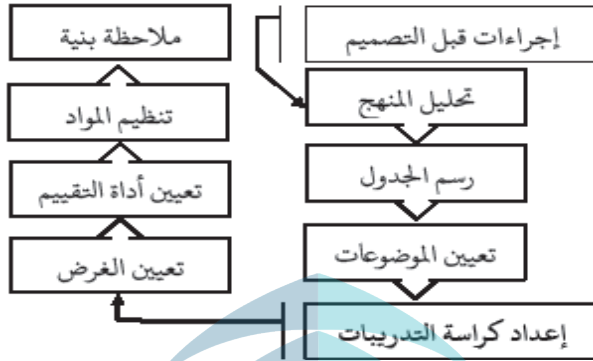 إجراءات قبل التصميم
تحليل المنهج
رسم الجدول
تعيين الموضوعات
إعداد كراسة التدريبات
تعيين الغرض
تعيين أداة التقييم
تنظيم المواد
ملاحظة بنية